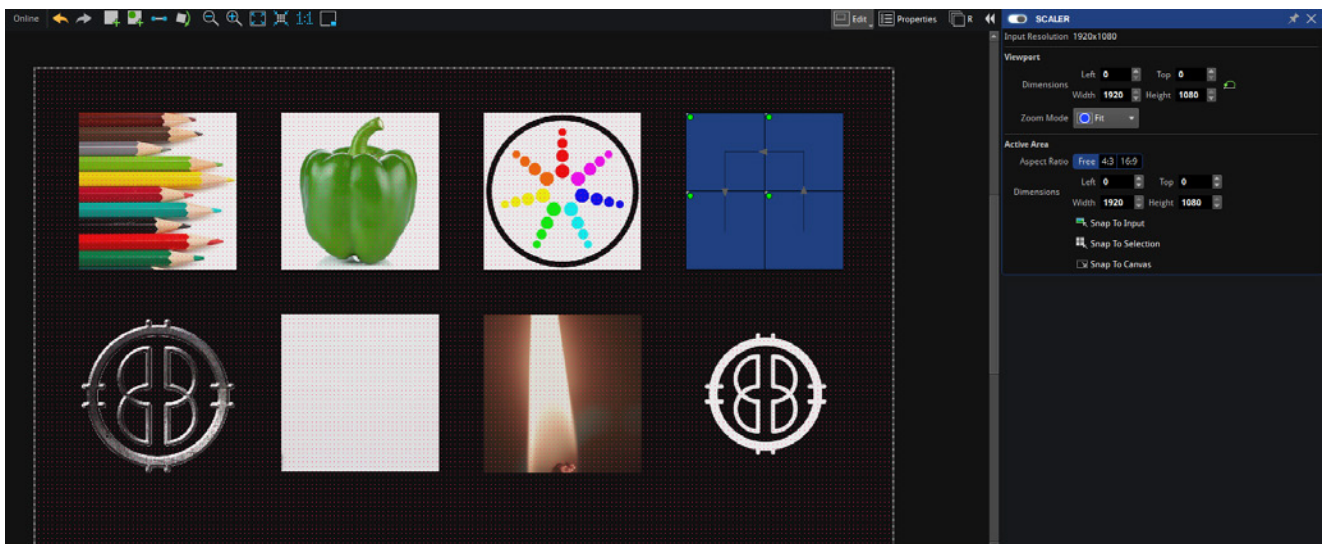 Online
1:1
Edit
Properties
R
SCALER
Input Resolution 1920x1080
Viewport
Dimensions
Left 0 Top 0
Width 1920 Height 1080
Zoom Mode Fit
Active Area
Aspect Ratio Free 4:3 16:9
Dimensions
Left 0 Top 0
Width 1920 Height 1080
Snap To Input
Snap To Selection
Snap To Canvas